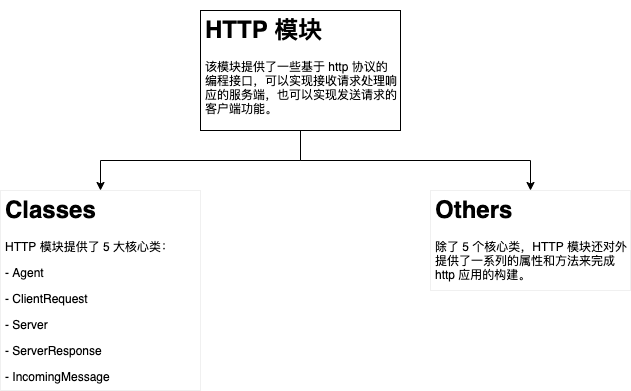 HTTP 模块
该模块提供了一些基于 http 协议的
编程接口，可以实现接收请求处理响
应的服务端，也可以实现发送请求的
客户端功能。
Classes
HTTP 模块提供了 5 大核心类：
- Agent
- ClientRequest
- Server
- ServerResponse
- IncomingMessage
Others
除了 5 个核心类，HTTP 模块还对外
提供了一系列的属性和方法来完成
http 应用的构建。